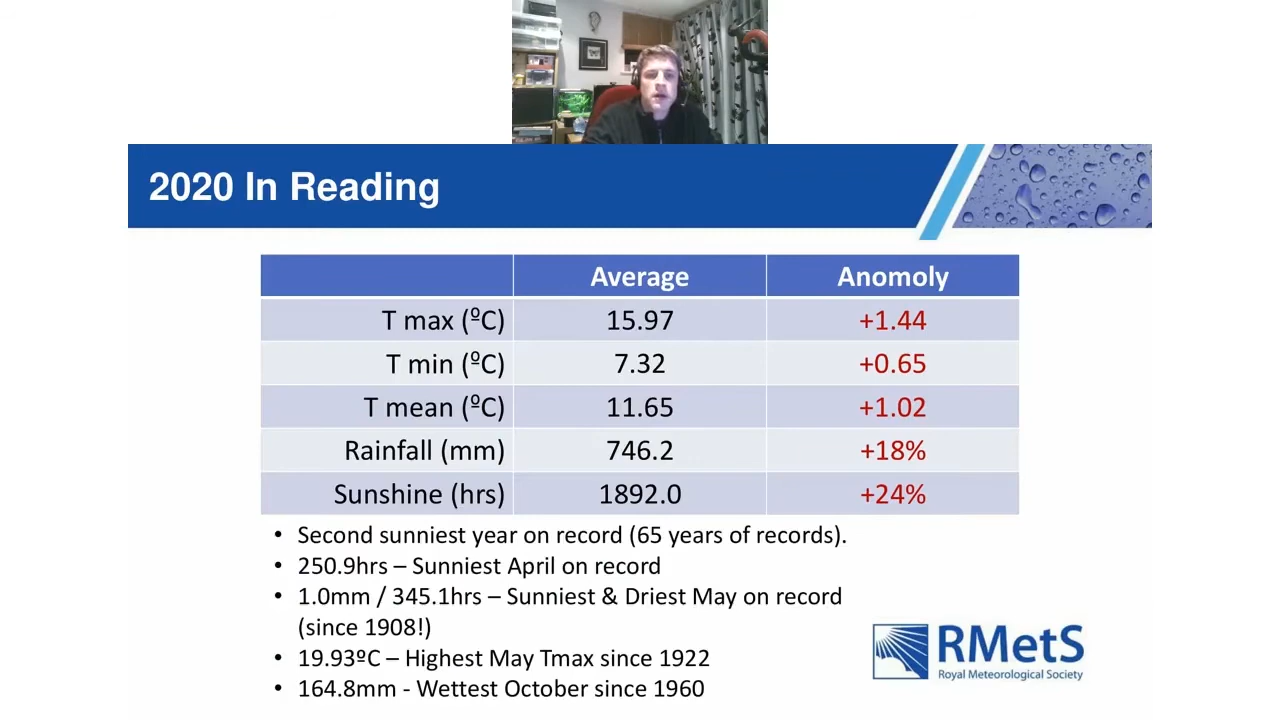 2020 In Reading
Average Anomoly
T max (ºC) 15.97 +1.44
T min (ºC) 7.32 +0.65
T mean (ºC) 11.65 +1.02
Rainfall (mm) 746.2 +18%
Sunshine (hrs) 1892.0 +24%
• Second sunniest year on record (65 years of records).
• 250.9hrs – Sunniest April on record
• 1.0mm / 345.1hrs – Sunniest & Driest May on record
(since 1908!)
• 19.93ºC – Highest May Tmax since 1922
• 164.8mm - Wettest October since 1960
RMetS
Royal Meteorological Society